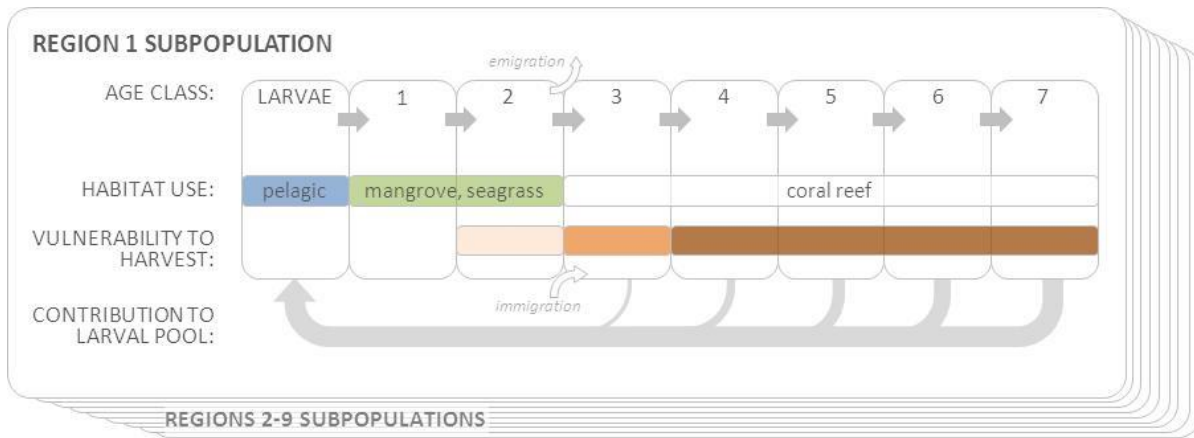 REGION 1 SUBPOPULATION
emigration
AGE CLASS: LARVAE 1 2 3 4 5 6 7
HABITAT USE: pelagic mangrove, seagrass coral reef
VULNERABILITY TO
HARVEST:
immigration
CONTRIBUTION TO
LARVAL POOL:
REGIONS 2-9 SUBPOPULATIONS